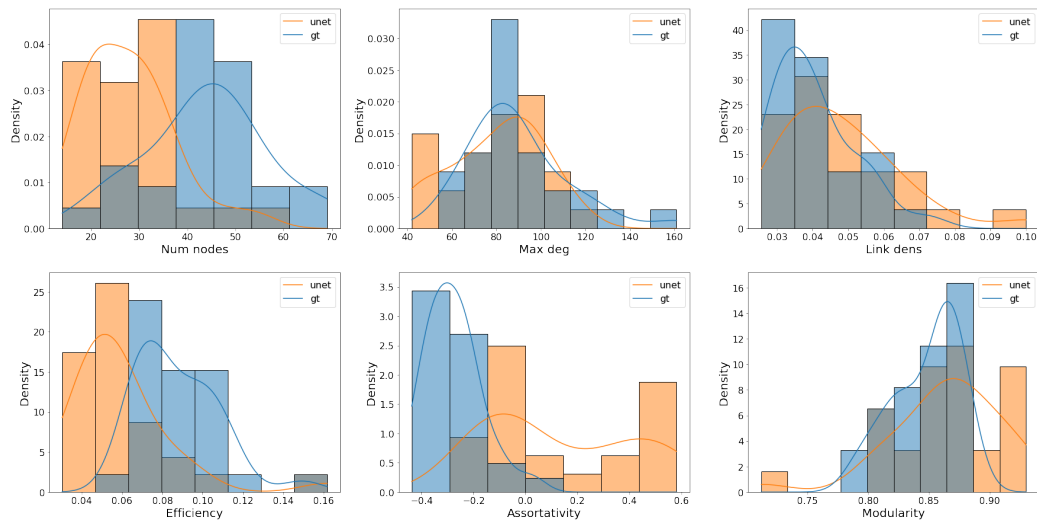 unet
gt
Density
0.04
0.03
0.02
0.01
0.00
20 30 40 50 60 70
Num nodes
unet
gt
Density
0.030
0.025
0.020
0.015
0.010
0.005
0.000
40 60 80 100 120 140 160
Max deg
unet
gt
Density
40
35
30
25
20
15
10
5
0
0.03 0.04 0.05 0.06 0.07 0.08 0.09 0.10
Link dens
unet
gt
Density
25
20
15
10
5
0
0.04 0.06 0.08 0.10 0.12 0.14 0.16
Efficiency
unet
gt
Density
3.5
3.0
2.5
2.0
1.5
1.0
0.5
0.0
−0.4 −0.2 0.0 0.2 0.4 0.6
Assortativity
unet
gt
Density
16
14
12
10
8
6
4
2
0
0.75 0.80 0.85 0.90
Modularity